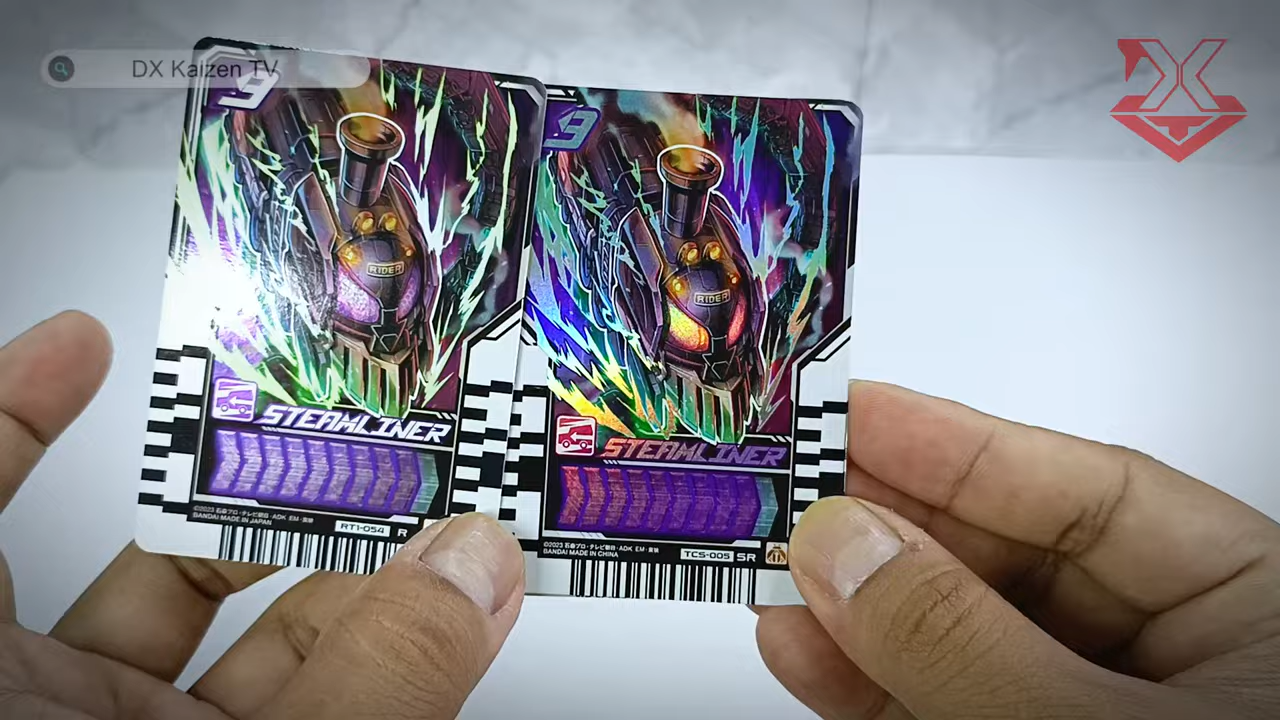 DX Kaizen TV
DX
9
RIDER
STEAMLINER
©2023 石森プロ・テレビ朝日・ADK EM・東映
BANDAI MADE IN JAPAN
RT1-054 R
9
RIDER
STEAMLINER
©2023 石森プロ・テレビ朝日・ADK EM・東映
BANDAI MADE IN CHINA
TCS-005 SR